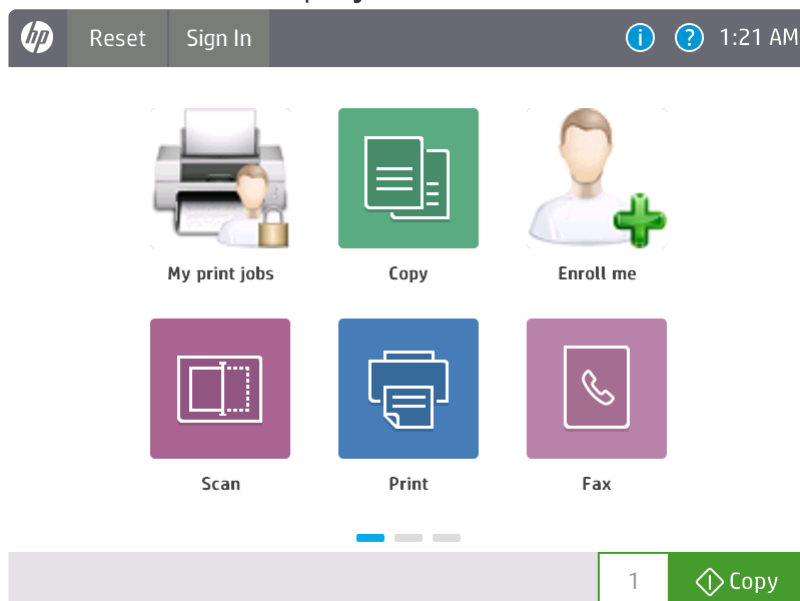 hp Reset Sign In i ? 1:21 AM
My print jobs Copy Enroll me
Scan Print Fax
1 Copy